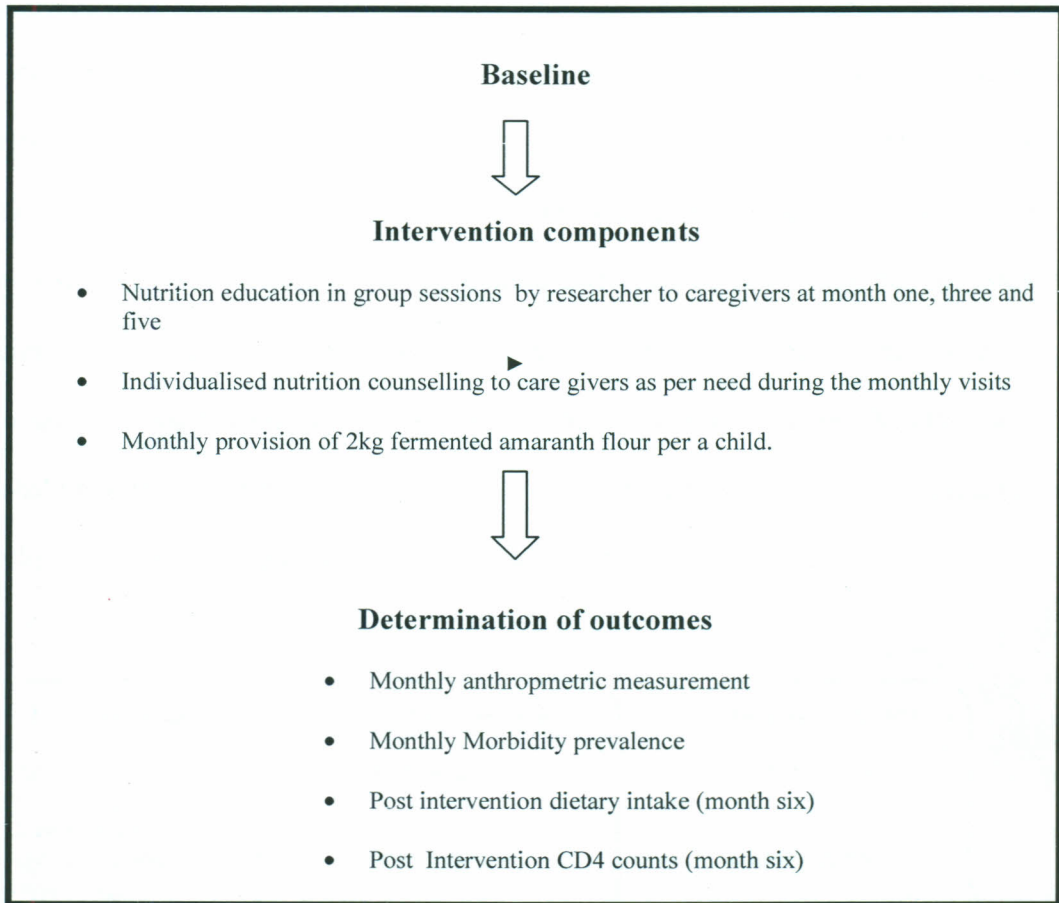 Baseline
Intervention components
• Nutrition education in group sessions by researcher to caregivers at month one, three and
five
• Individualised nutrition counselling to care givers as per need during the monthly visits
• Monthly provision of 2kg fermented amaranth flour per a child.
Determination of outcomes
• Monthly anthropmetric measurement
• Monthly Morbidity prevalence
• Post intervention dietary intake (month six)
• Post Intervention CD4 counts (month six)